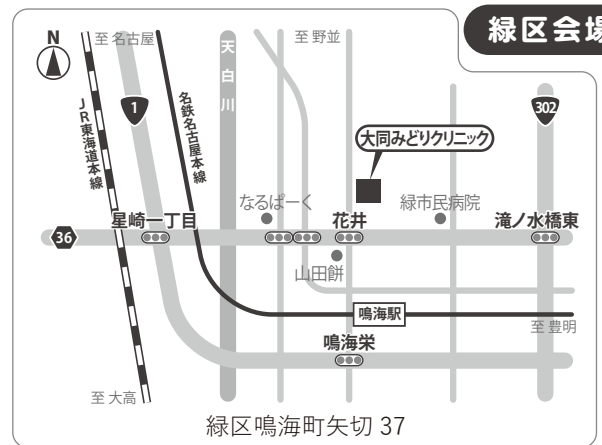 緑区会場
N
至 名古屋
天白川
至 野並
1
302
JR東海道本線
名鉄名古屋本線
大同みどりクリニック
なるぱーく
緑市民病院
星崎一丁目
花井
滝ノ水橋東
36
山田餅
鳴海駅
至 豊明
鳴海栄
至 大高
緑区鳴海町矢切 37